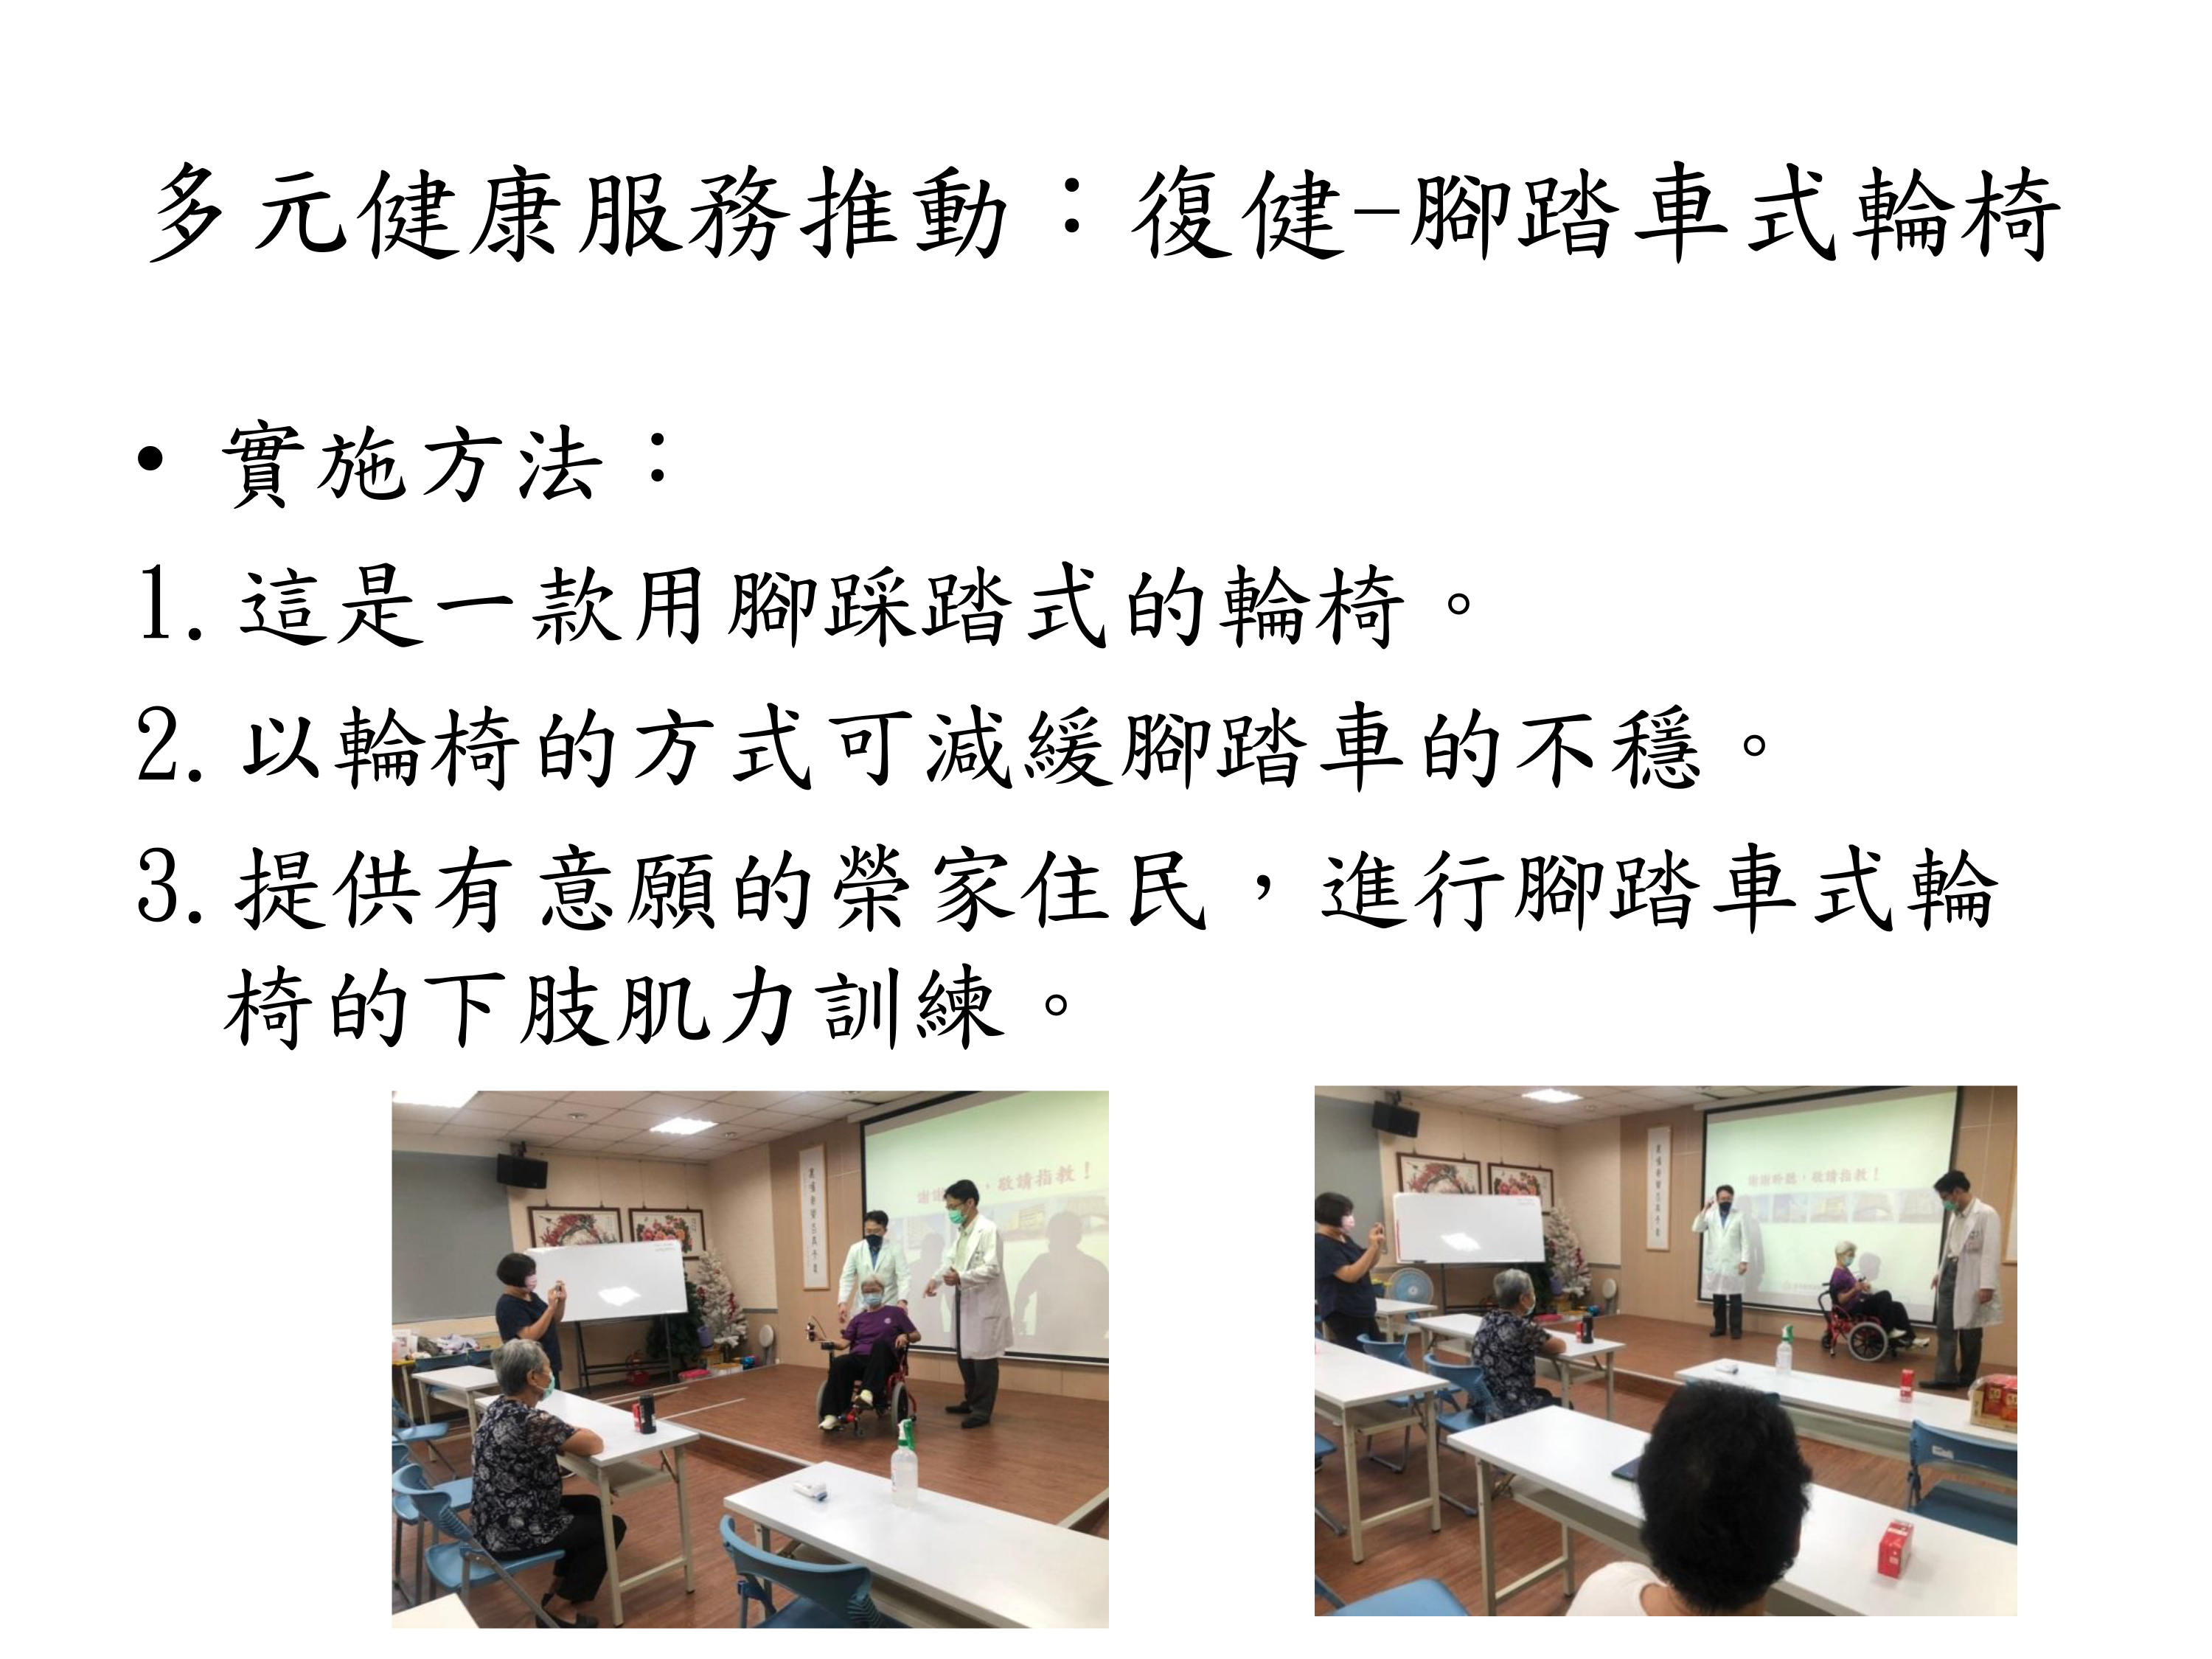 多元健康服務推動：復健-腳踏車式輪椅
• 實施方法：
1. 這是一款用腳踩踏式的輪椅。
2. 以輪椅的方式可減緩腳踏車的不穩。
3. 提供有意願的榮家住民，進行腳踏車式輪
椅的下肢肌力訓練。
，敬請指教！
謝謝聆聽，敬請指教！